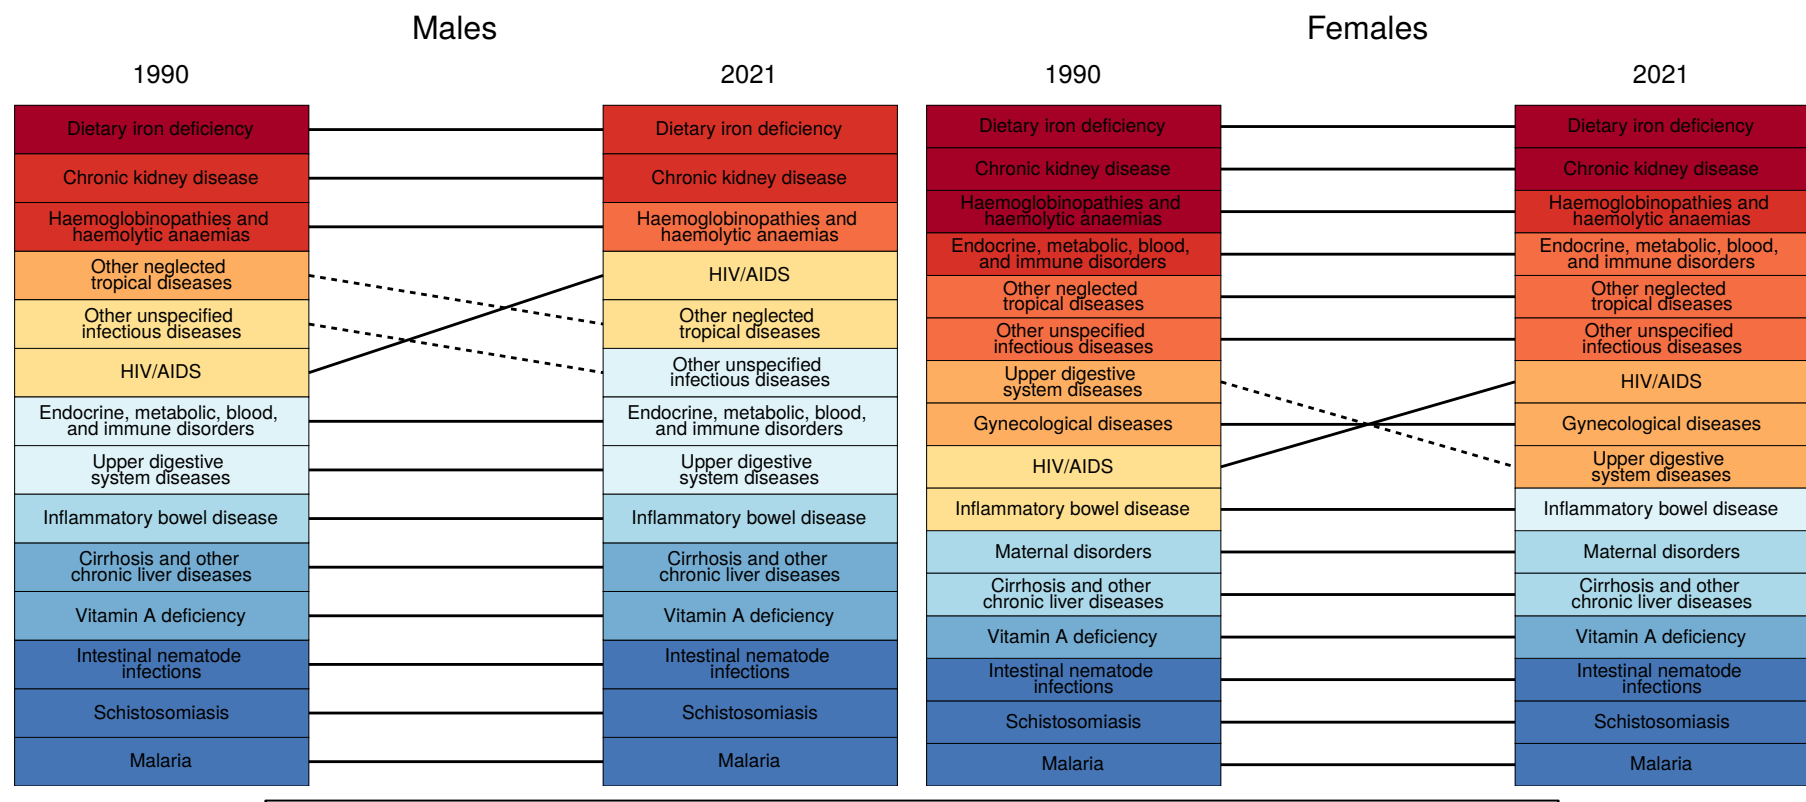 Males
1990
2021
Dietary iron deficiency
Chronic kidney disease
Haemoglobinopathies and
haemolytic anaemias
Other neglected
tropical diseases
Other unspecified
infectious diseases
HIV/AIDS
Endocrine, metabolic, blood,
and immune disorders
Upper digestive
system diseases
Inflammatory bowel disease
Cirrhosis and other
chronic liver diseases
Vitamin A deficiency
Intestinal nematode
infections
Schistosomiasis
Malaria
Dietary iron deficiency
Chronic kidney disease
Haemoglobinopathies and
haemolytic anaemias
HIV/AIDS
Other neglected
tropical diseases
Other unspecified
infectious diseases
Endocrine, metabolic, blood,
and immune disorders
Upper digestive
system diseases
Inflammatory bowel disease
Cirrhosis and other
chronic liver diseases
Vitamin A deficiency
Intestinal nematode
infections
Schistosomiasis
Malaria
Females
1990
2021
Dietary iron deficiency
Chronic kidney disease
Haemoglobinopathies and
haemolytic anaemias
Endocrine, metabolic, blood,
and immune disorders
Other neglected
tropical diseases
Other unspecified
infectious diseases
Upper digestive
system diseases
Gynecological diseases
HIV/AIDS
Inflammatory bowel disease
Maternal disorders
Cirrhosis and other
chronic liver diseases
Vitamin A deficiency
Intestinal nematode
infections
Schistosomiasis
Malaria
Dietary iron deficiency
Chronic kidney disease
Haemoglobinopathies and
haemolytic anaemias
Endocrine, metabolic, blood,
and immune disorders
Other neglected
tropical diseases
Other unspecified
infectious diseases
HIV/AIDS
Gynecological diseases
Upper digestive
system diseases
Inflammatory bowel disease
Maternal disorders
Cirrhosis and other
chronic liver diseases
Vitamin A deficiency
Intestinal nematode
infections
Schistosomiasis
Malaria